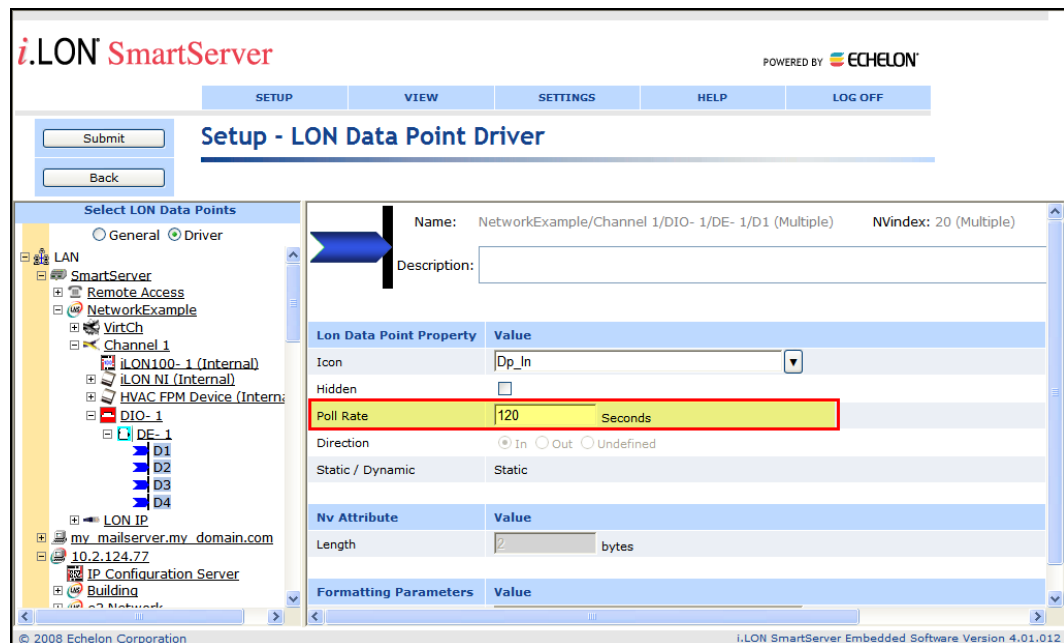 i.LON SmartServer
POWERED BY ECHELON
SETUP VIEW SETTINGS HELP LOG OFF
Submit
Setup - LON Data Point Driver
Back
Select LON Data Points
General Driver
LAN
SmartServer
Remote Access
NetworkExample
VirtCh
Channel 1
iLON100- 1 (Internal)
iLON NI (Internal)
HVAC FPM Device (Interna
DIO- 1
DE- 1
D1
D2
D3
D4
LON IP
my_mailserver.my_domain.com
10.2.124.77
IP Configuration Server
Building
Name: NetworkExample/Channel 1/DIO- 1/DE- 1/D1 (Multiple) NVindex: 20 (Multiple)
Description:
Lon Data Point Property Value
Icon Dp_In
Hidden
Poll Rate 120 Seconds
Direction In Out Undefined
Static / Dynamic Static
Nv Attribute Value
Length 2 bytes
Formatting Parameters Value
© 2008 Echelon Corporation
i.LON SmartServer Embedded Software Version 4.01.012